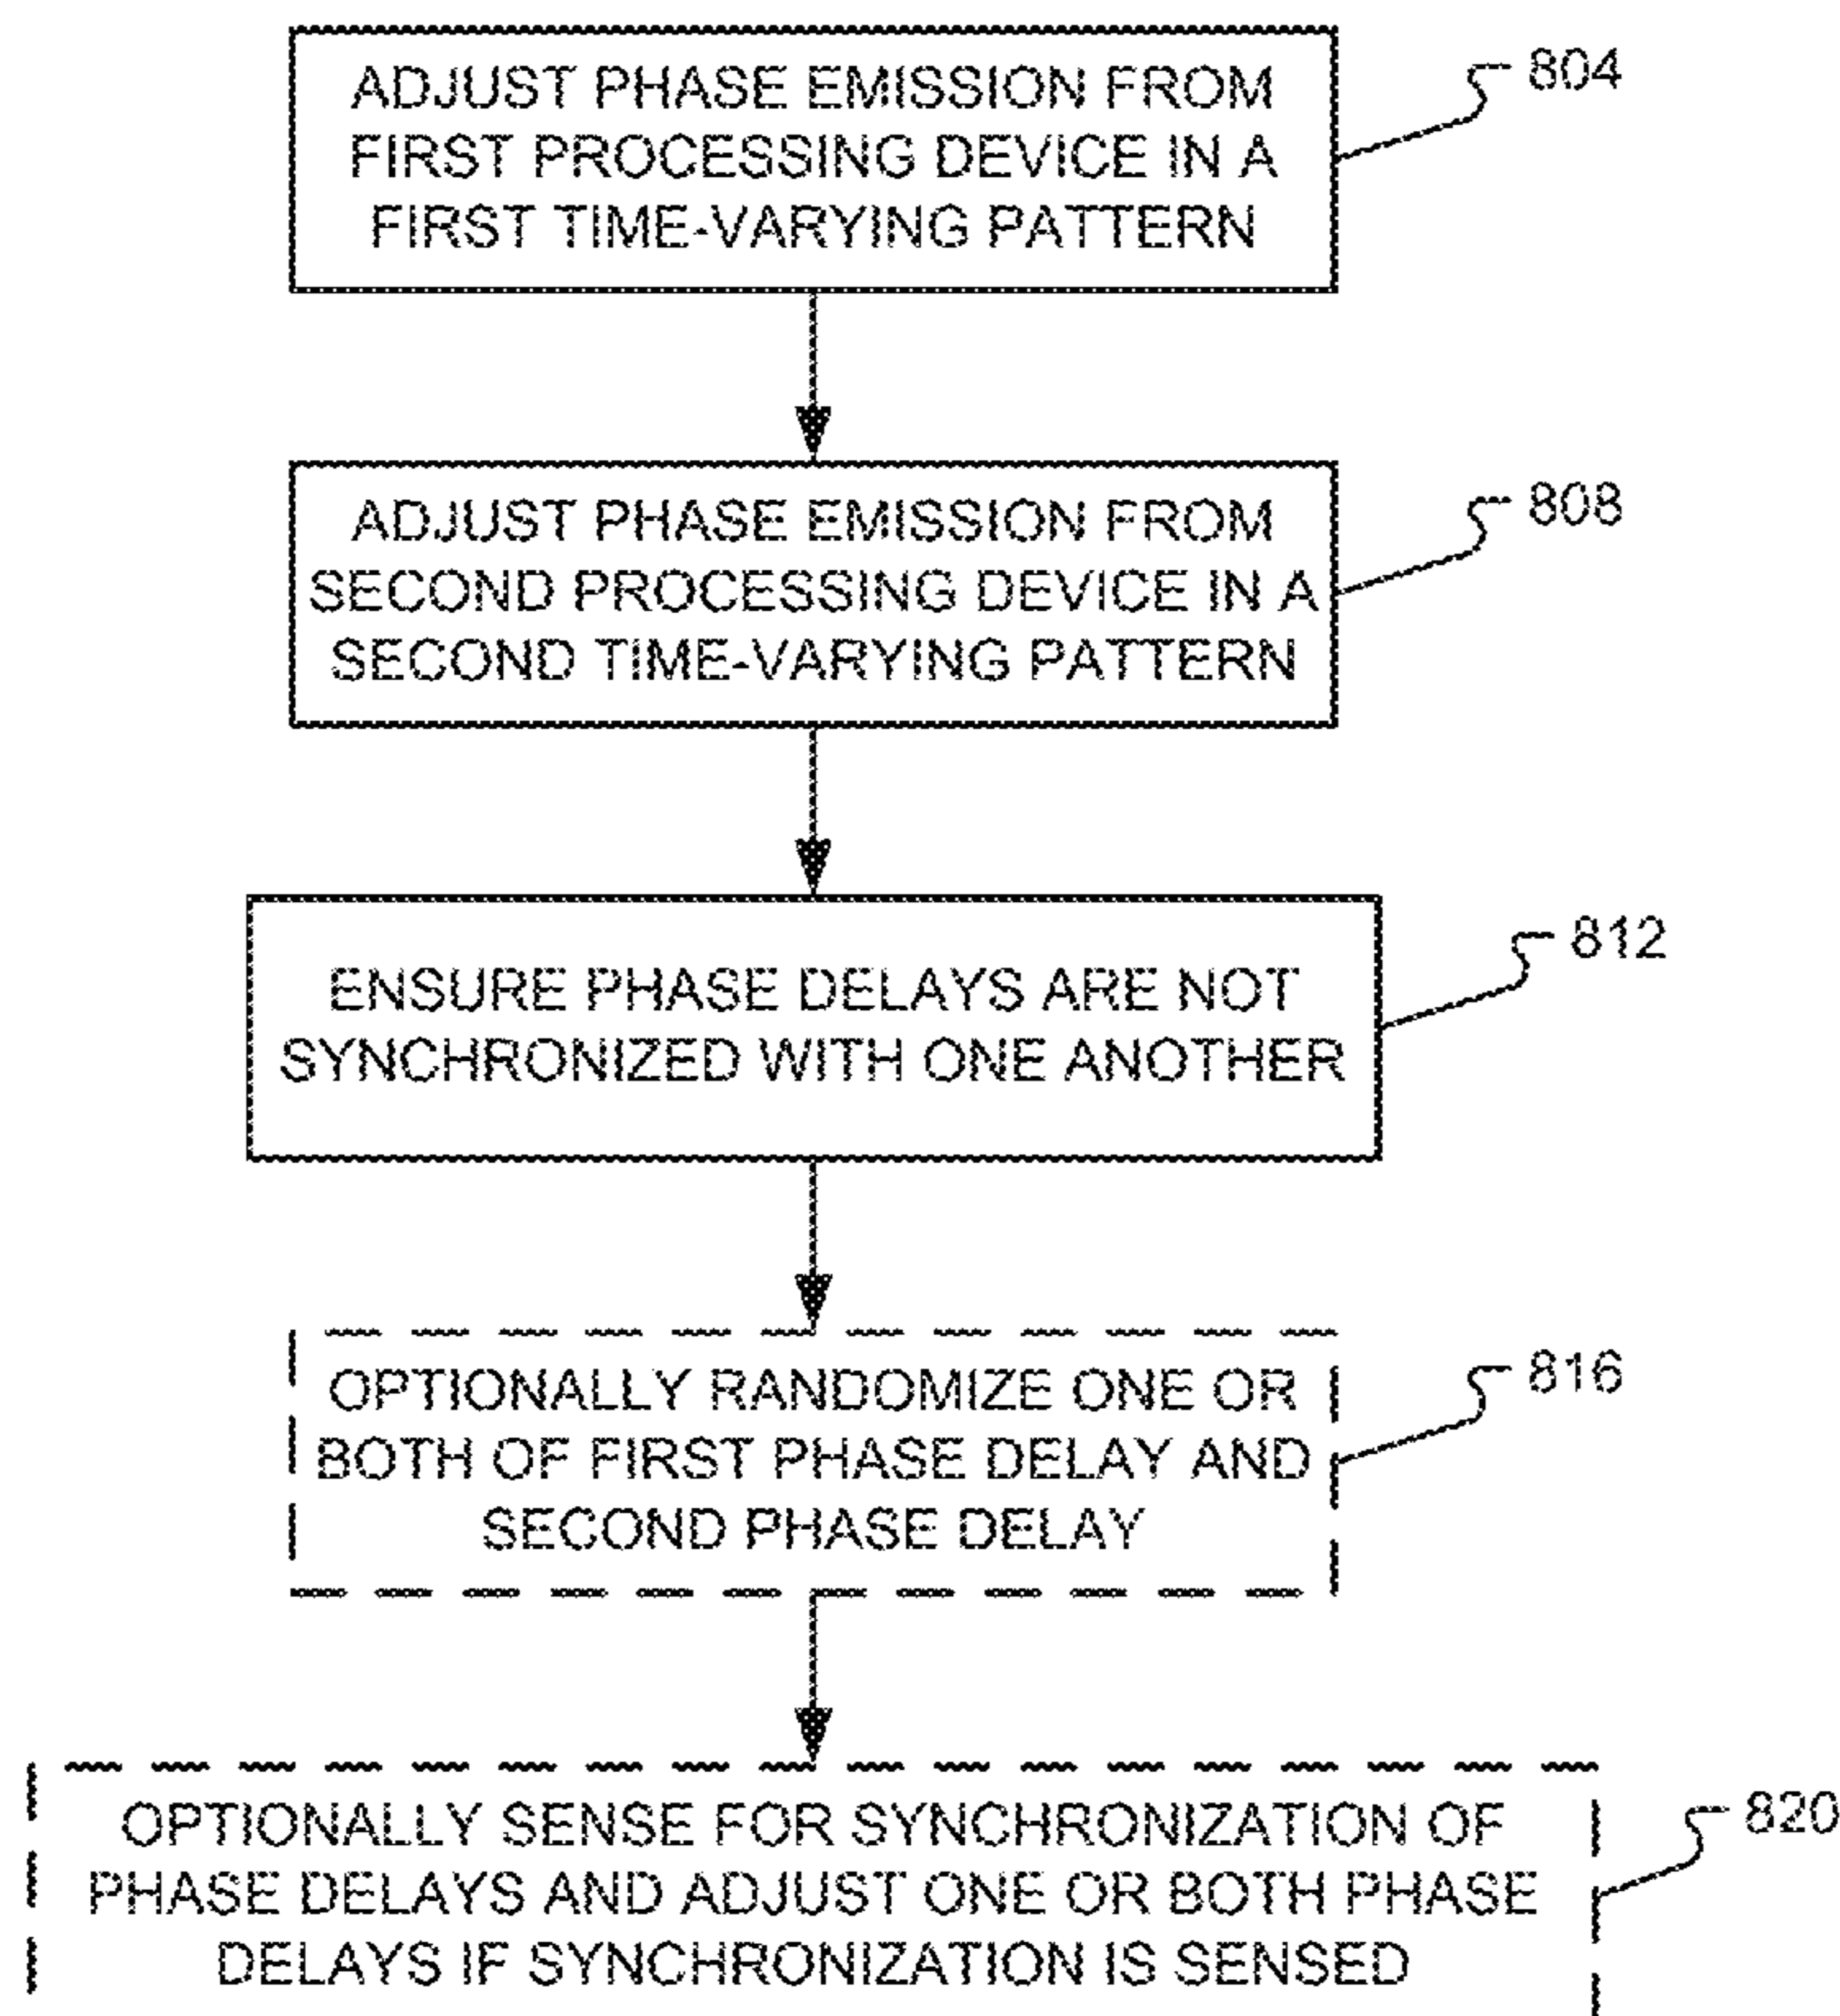 ADJUST PHASE EMISSION FROM
FIRST PROCESSING DEVICE IN A
FIRST TIME-VARYING PATTERN
804
ADJUST PHASE EMISSION FROM
SECOND PROCESSING DEVICE IN A
SECOND TIME-VARYING PATTERN
808
ENSURE PHASE DELAYS ARE NOT
SYNCHRONIZED WITH ONE ANOTHER
812
OPTIONALLY RANDOMIZE ONE OR
BOTH OF FIRST PHASE DELAY AND
SECOND PHASE DELAY
816
OPTIONALLY SENSE FOR SYNCHRONIZATION OF
PHASE DELAYS AND ADJUST ONE OR BOTH PHASE
DELAYS IF SYNCHRONIZATION IS SENSED
820